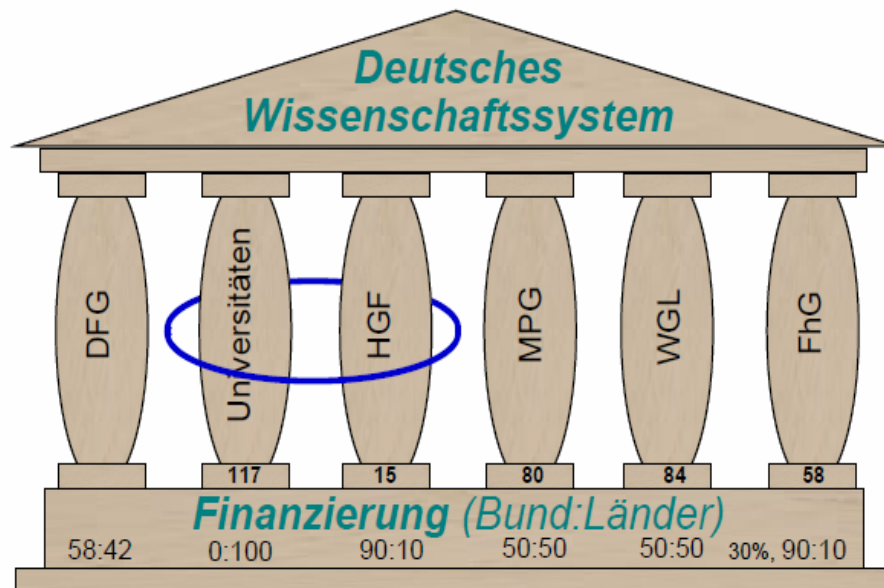 Deutsches
Wissenschaftssystem
DFG
Universitäten
HGF
MPG
WGL
FhG
117 15 80 84 58
Finanzierung (Bund:Länder)
58:42 0:100 90:10 50:50 50:50 30%, 90:10